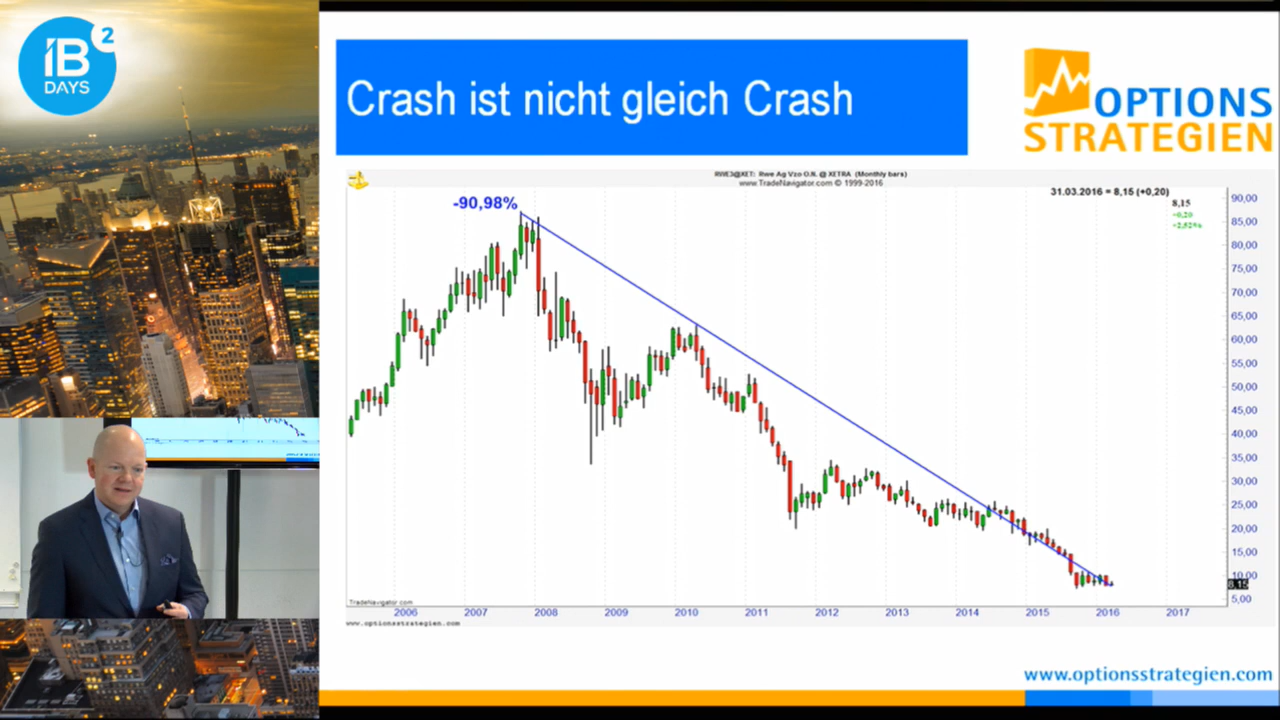 IB 2
DAYS
Crash ist nicht gleich Crash
OPTIONS
STRATEGIEN
RWE3@XET: Rwe Ag Vzo O.N. @ XETRA (Monthly bars)
www.TradeNavigator.com © 1999-2016
31.03.2016 = 8,15 (+0,20)
8,15
+0,20
+2,52%
-90,98%
90,00
85,00
80,00
75,00
70,00
65,00
60,00
55,00
50,00
45,00
40,00
35,00
30,00
25,00
20,00
15,00
10,00
8,15
5,00
TradeNavigator.com
2006 2007 2008 2009 2010 2011 2012 2013 2014 2015 2016 2017
www.optionsstrategien.com
www.optionsstrategien.com